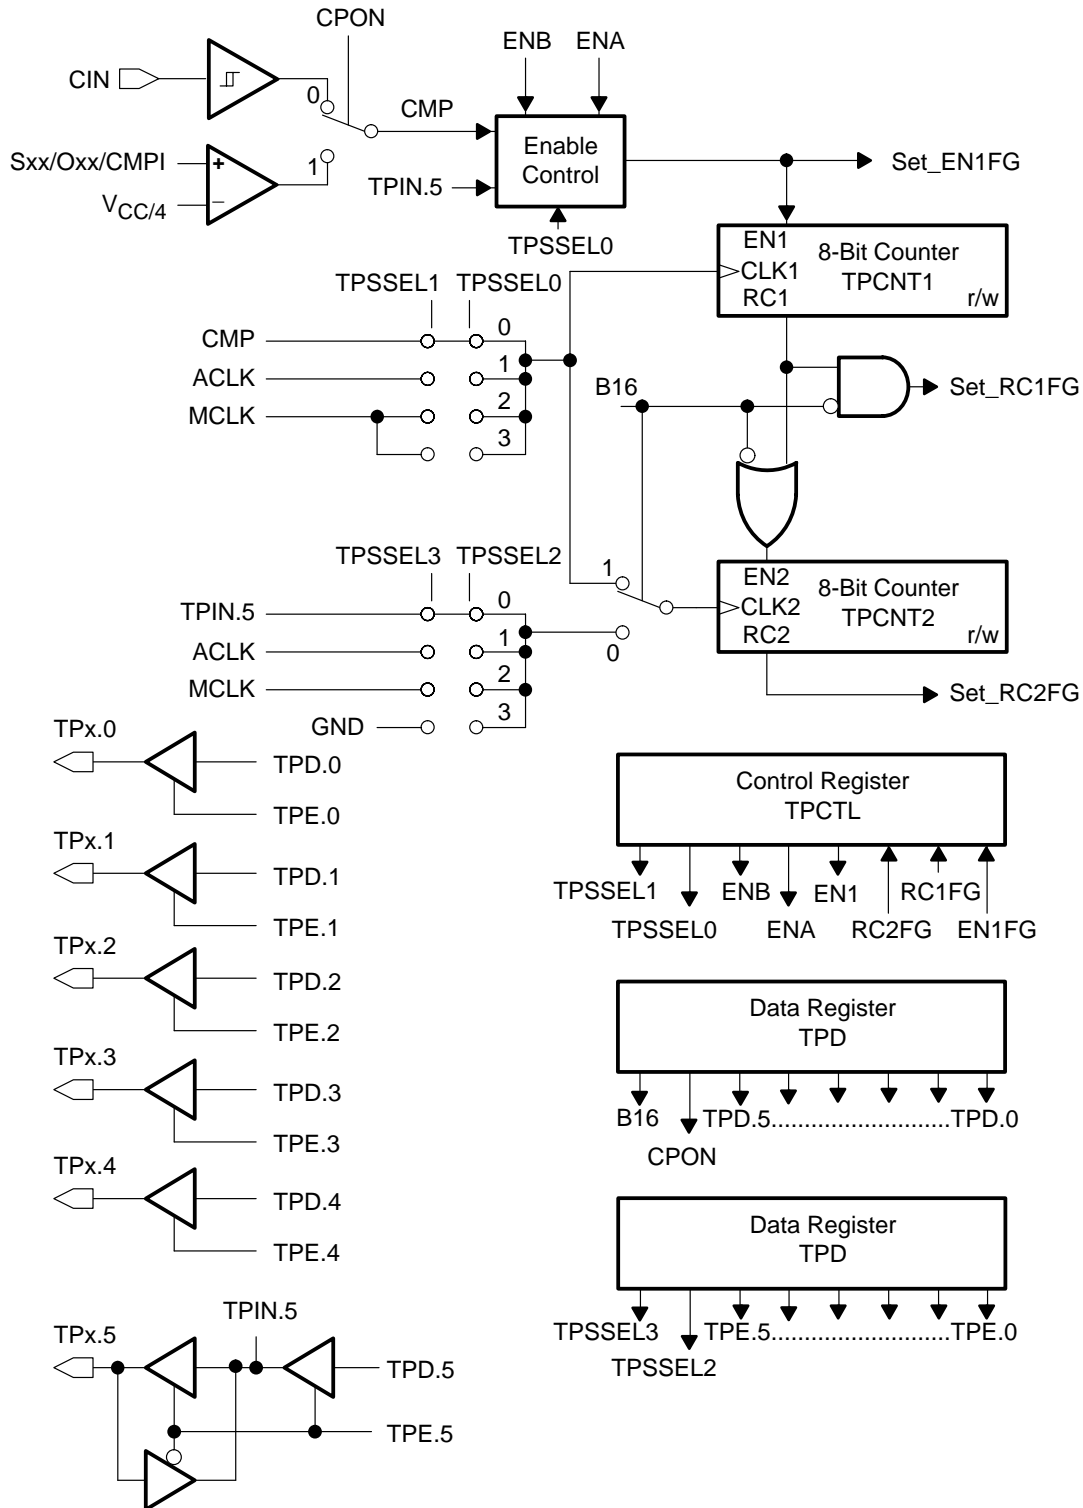 CPON
ENB ENA
CIN
0
CMP
Sxx/Oxx/CMPI
+
1
VCC/4
–
Enable
Control
TPIN.5
TPSSEL0
Set_EN1FG
EN1
8-Bit Counter
CLK1
TPCNT1
RC1
r/w
TPSSEL1 TPSSEL0
CMP
0
ACLK
1
MCLK
2
3
B16
Set_RC1FG
TPSSEL3 TPSSEL2
TPIN.5
0
ACLK
1
MCLK
2
GND
3
1
0
EN2
8-Bit Counter
CLK2
TPCNT2
RC2
r/w
Set_RC2FG
TPx.0
TPD.0
TPE.0
TPx.1
TPD.1
TPE.1
TPx.2
TPD.2
TPE.2
TPx.3
TPD.3
TPE.3
TPx.4
TPD.4
TPE.4
TPIN.5
TPx.5
TPD.5
TPE.5
Control Register
TPCTL
TPSSEL1 ENB EN1 RC1FG
TPSSEL0 ENA RC2FG EN1FG
Data Register
TPD
B16 TPD.5...........................TPD.0
CPON
Data Register
TPD
TPSSEL3 TPE.5...........................TPE.0
TPSSEL2